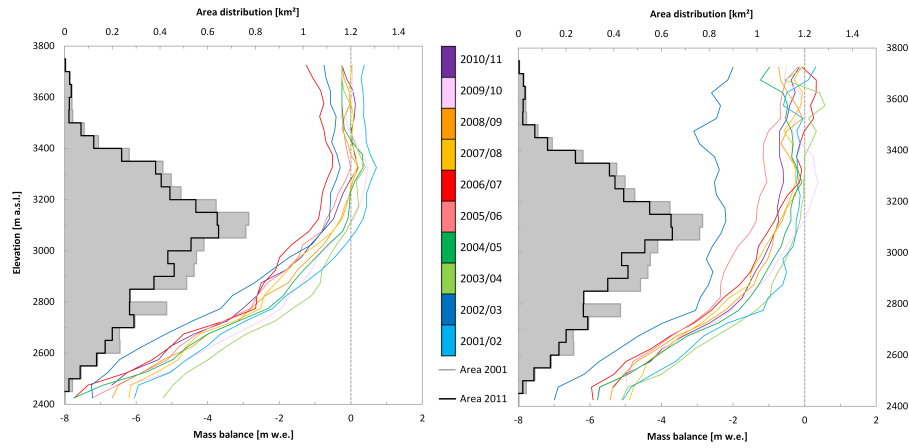 Area distribution [km²]
0 0.2 0.4 0.6 0.8 1 1.2 1.4
3800
3600
3400
3200
3000
2800
2600
2400
Elevation [m a.s.l.]
-8 -6 -4 -2 0 2
Mass balance [m w.e.]
2010/11
2009/10
2008/09
2007/08
2006/07
2005/06
2004/05
2003/04
2002/03
2001/02
Area 2001
Area 2011
Area distribution [km²]
0 0.2 0.4 0.6 0.8 1 1.2 1.4
3800
3600
3400
3200
3000
2800
2600
2400
-8 -6 -4 -2 0 2
Mass balance [m w.e.]